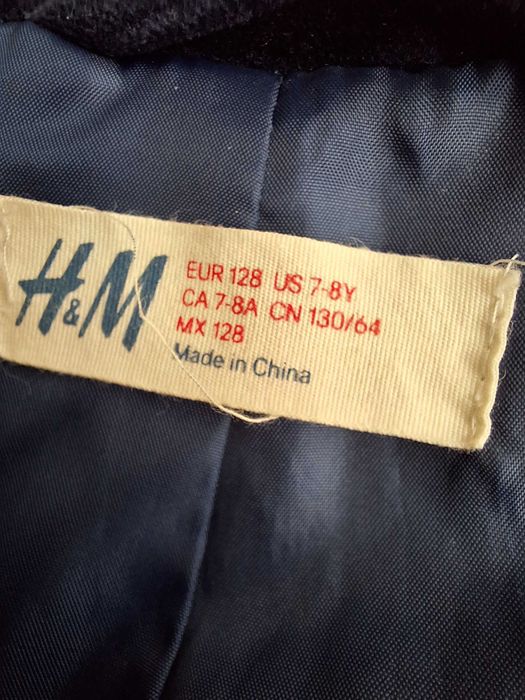 H&M
EUR 128 US 7-8Y
CA 7-8A CN 130/64
MX 128
Made in China